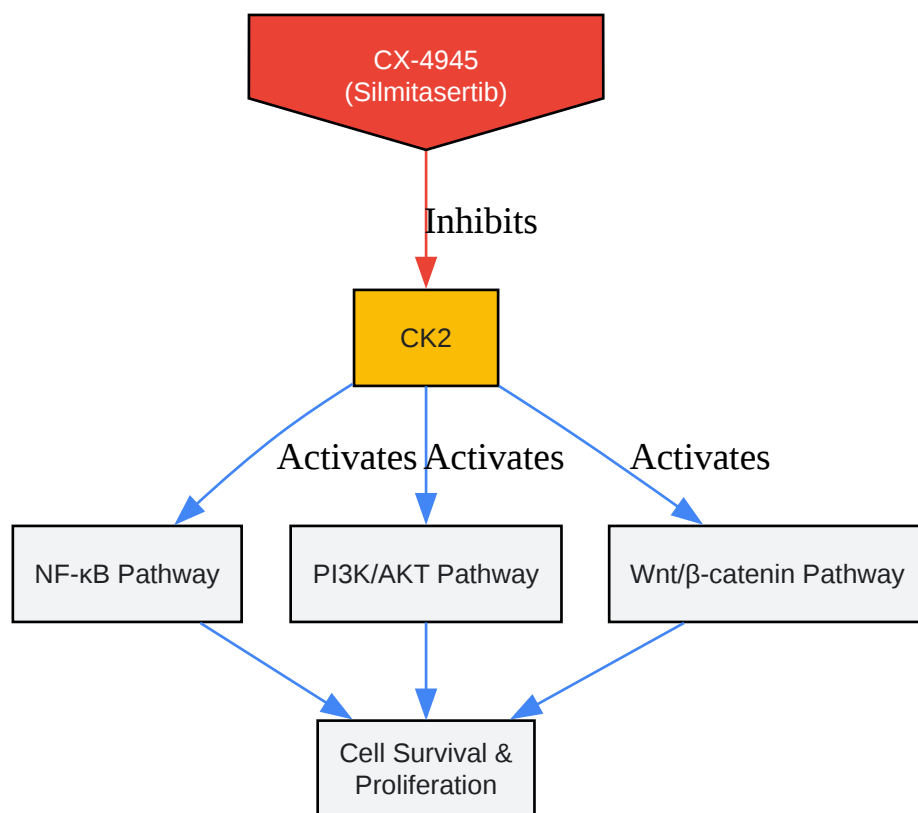 CX-4945
(Silmitasertib)
Inhibits
CK2
Activates
Activates
Activates
NF-κB Pathway
PI3K/AKT Pathway
Wnt/β-catenin Pathway
Cell Survival &
Proliferation